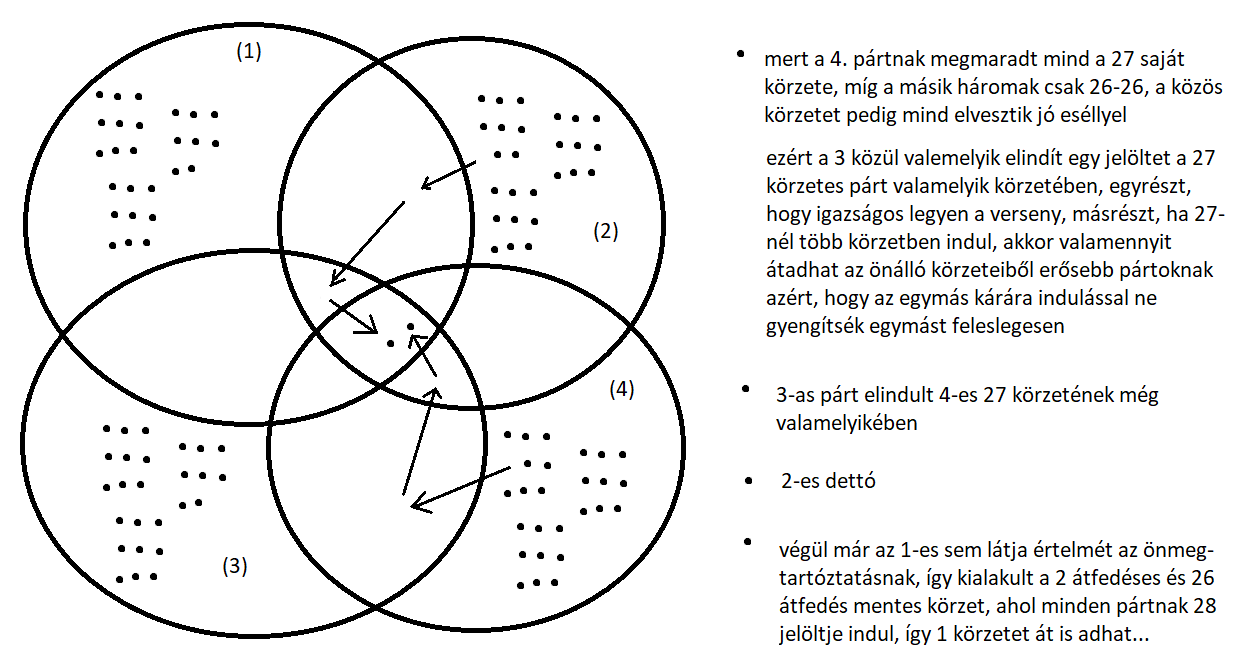 (1)
(2)
(4)
(3)
mert a 4. pártnak megmaradt mind a 27 saját
körzete, míg a másik háromak csak 26-26, a közös
körzetet pedig mind elvesztik jó eséllyel
ezért a 3 közül valemelyik elindít egy jelöltet a 27
körzetes párt valamelyik körzetében, egyrészt,
hogy igazságos legyen a verseny, másrészt, ha 27-
nél több körzetben indul, akkor valamennyit
átadhat az önálló körzeteiből erősebb pártoknak
azért, hogy az egymás kárára indulással ne
gyengítsék egymást feleslegesen
3-as párt elindult 4-es 27 körzetének még
valamelyikében
2-es dettó
végül már az 1-es sem látja értelmét az önmeg-
tartóztatásnak, így kialakult a 2 átfedéses és 26
átfedés mentes körzet, ahol minden pártnak 28
jelöltje indul, így 1 körzetet át is adhat...